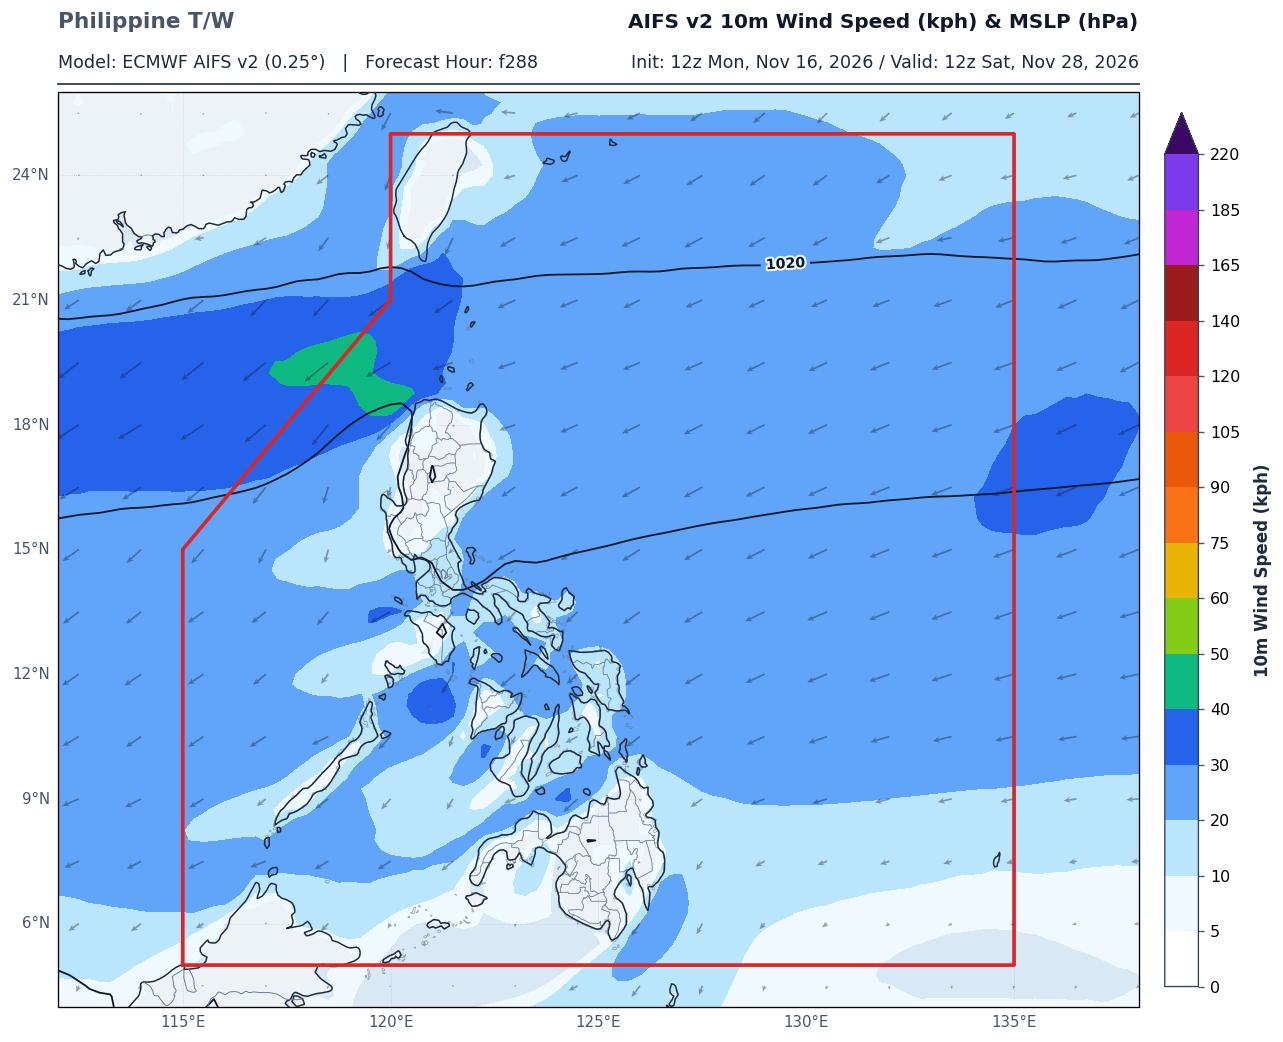 Philippine T/W
AIFS v2 10m Wind Speed (kph) & MSLP (hPa)
Model: ECMWF AIFS v2 (0.25°) | Forecast Hour: f288
Init: 12z Mon, Nov 16, 2026 / Valid: 12z Sat, Nov 28, 2026
24°N
21°N
18°N
15°N
12°N
9°N
6°N
1020
115°E
120°E
125°E
130°E
135°E
220
185
165
140
120
105
90
75
60
50
40
30
20
10
5
0
10m Wind Speed (kph)